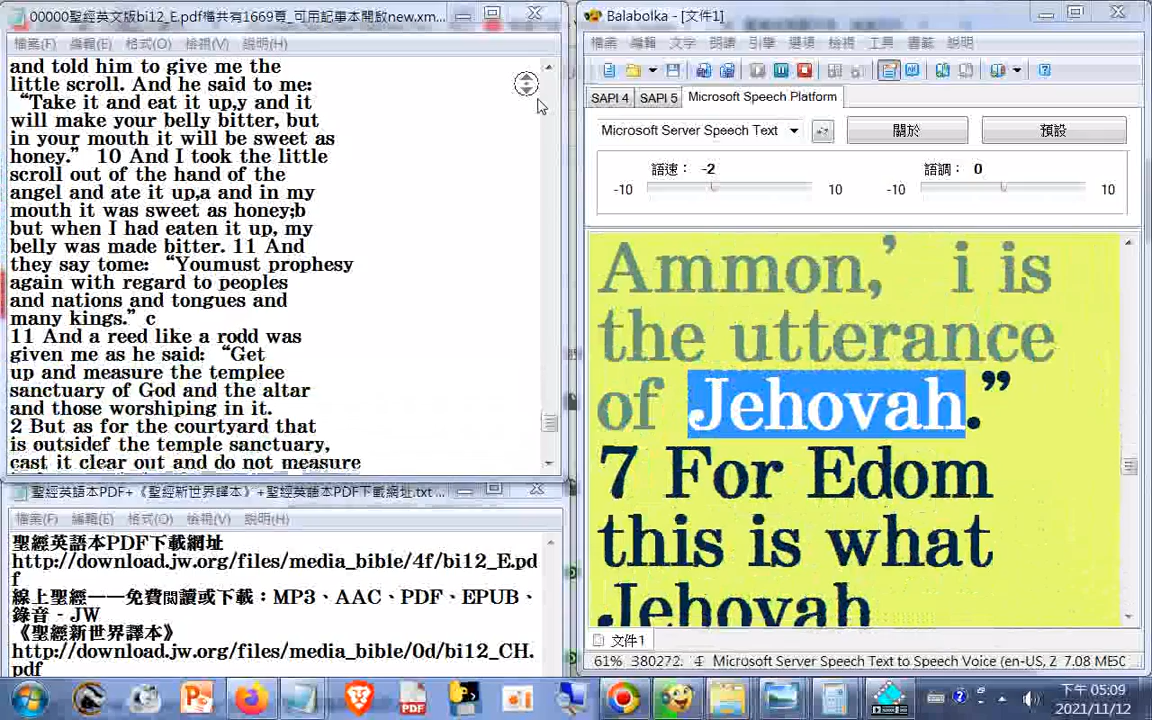 00000聖經英文版bi12_E.pdf檔共有1669頁_可用記事本開啟new.xm...
檔案(F) 編輯(E) 格式(O) 檢視(V) 說明(H)
and told him to give me the
little scroll. And he said to me:
“Take it and eat it up,y and it
will make your belly bitter, but
in your mouth it will be sweet as
honey.” 10 And I took the little
scroll out of the hand of the
angel and ate it up,a and in my
mouth it was sweet as honey;b
but when I had eaten it up, my
belly was made bitter. 11 And
they say tome: “Youmust prophesy
again with regard to peoples
and nations and tongues and
many kings.” c
11 And a reed like a rodd was
given me as he said: “Get
up and measure the templee
sanctuary of God and the altar
and those worshiping in it.
2 But as for the courtyard that
is outsidef the temple sanctuary,
cast it clear out and do not measure
聖經英語本PDF+《聖經新世界譯本》+聖經英語本PDF下載網址.txt ...
檔案(F) 編輯(E) 格式(O) 檢視(V) 說明(H)
聖經英語本PDF下載網址
http://download.jw.org/files/media_bible/4f/bi12_E.pd
f
線上聖經——免費閱讀或下載：MP3、AAC、PDF、EPUB、
錄音 - JW
《聖經新世界譯本》
http://download.jw.org/files/media_bible/0d/bi12_CH.
pdf
Balabolka - [文件1]
檔案 編輯 文字 朗讀 引擎 選項 檢視 工具 書籤 說明
SAPI 4 SAPI 5 Microsoft Speech Platform
Microsoft Server Speech Text 關於 預設
語速： -2 語調： 0
-10 10 -10 10
Ammon,’ i is
the utterance
of Jehovah.”
7 For Edom
this is what
Jehovah
文件1
61% 380272. Microsoft Server Speech Text to Speech Voice (en-US, Z 7.08 МБ
下午 05:09
2021/11/12